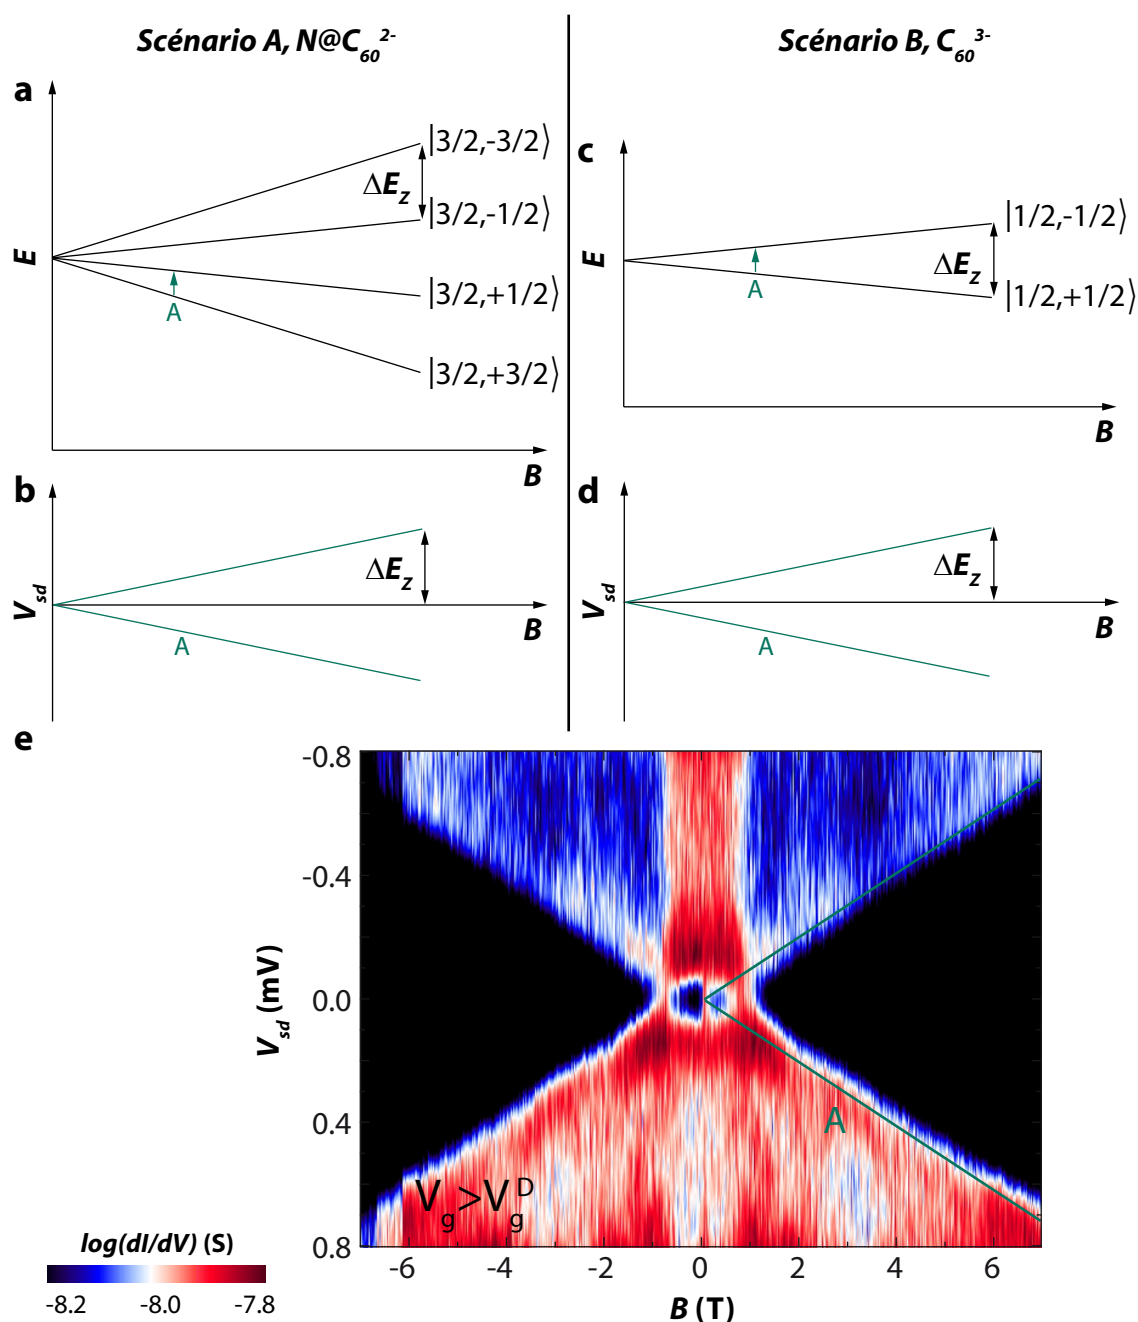 Scénario A, N@C60 2-
Scénario B, C60 3-
a
E
B
|3/2,-3/2⟩
ΔEZ
|3/2,-1/2⟩
|3/2,+1/2⟩
A
|3/2,+3/2⟩
c
E
B
|1/2,-1/2⟩
ΔEZ
A
|1/2,+1/2⟩
b
Vsd
ΔEZ
B
A
d
Vsd
ΔEZ
B
A
e
-0.8
-0.4
0.0
0.4
0.8
Vsd (mV)
A
Vg>VgD
-6
-4
-2
0
2
4
6
B (T)
log(dI/dV) (S)
-8.2
-8.0
-7.8